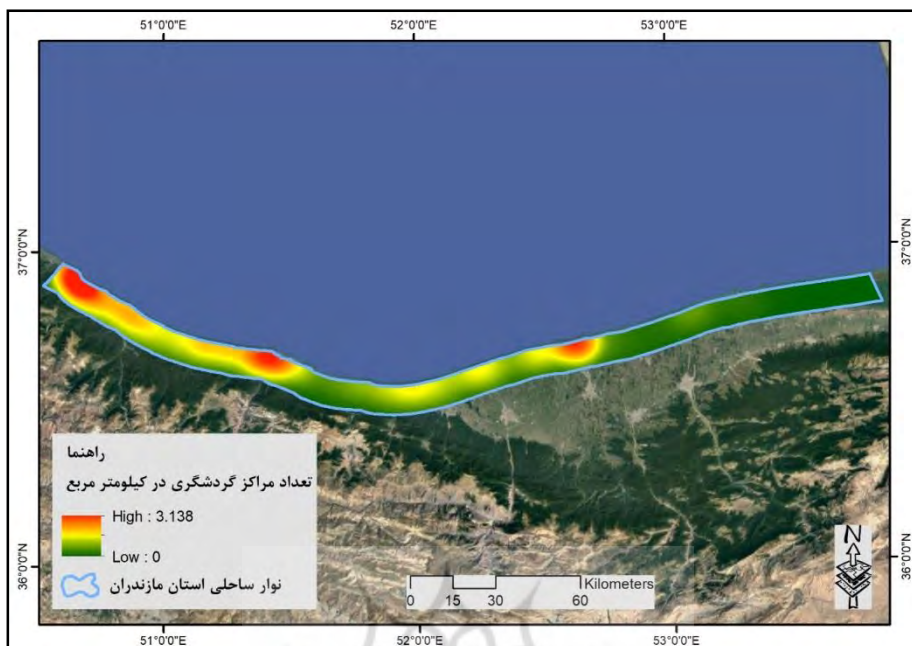 51°0'0"E
52°0'0"E
53°0'0"E
37°0'0"N
37°0'0"N
راهنما
تعداد مراکز گردشگری در کیلومتر مربع
High : 3.138
Low : 0
نوار ساحلی استان مازندران
36°0'0"N
36°0'0"N
N
Kilometers
0 15 30 60
51°0'0"E
52°0'0"E
53°0'0"E